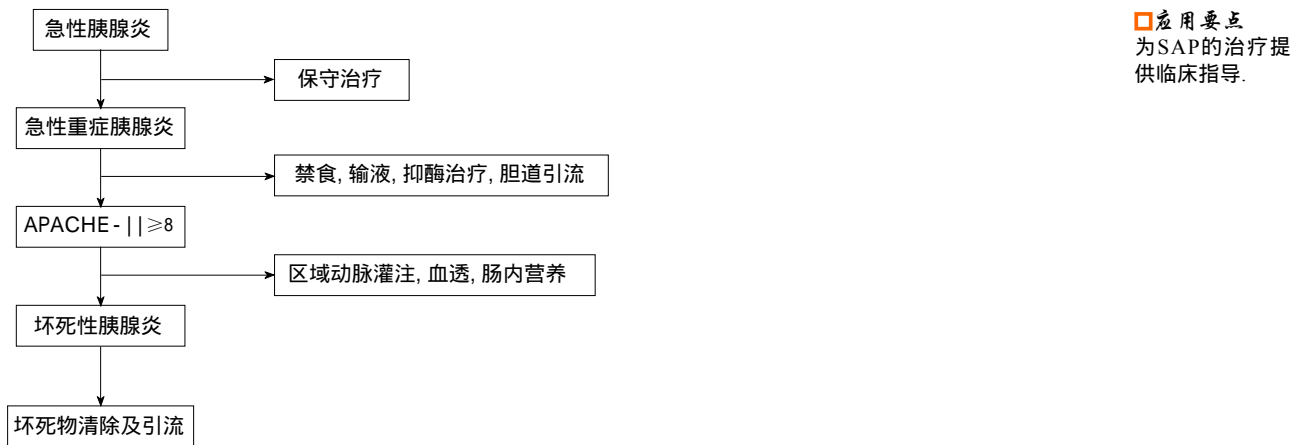 急性胰腺炎
保守治疗
急性重症胰腺炎
禁食, 输液, 抑酶治疗, 胆道引流
APACHE-||≥8
区域动脉灌注, 血透, 肠内营养
坏死性胰腺炎
坏死物清除及引流
□应用要点
为SAP的治疗提
供临床指导.